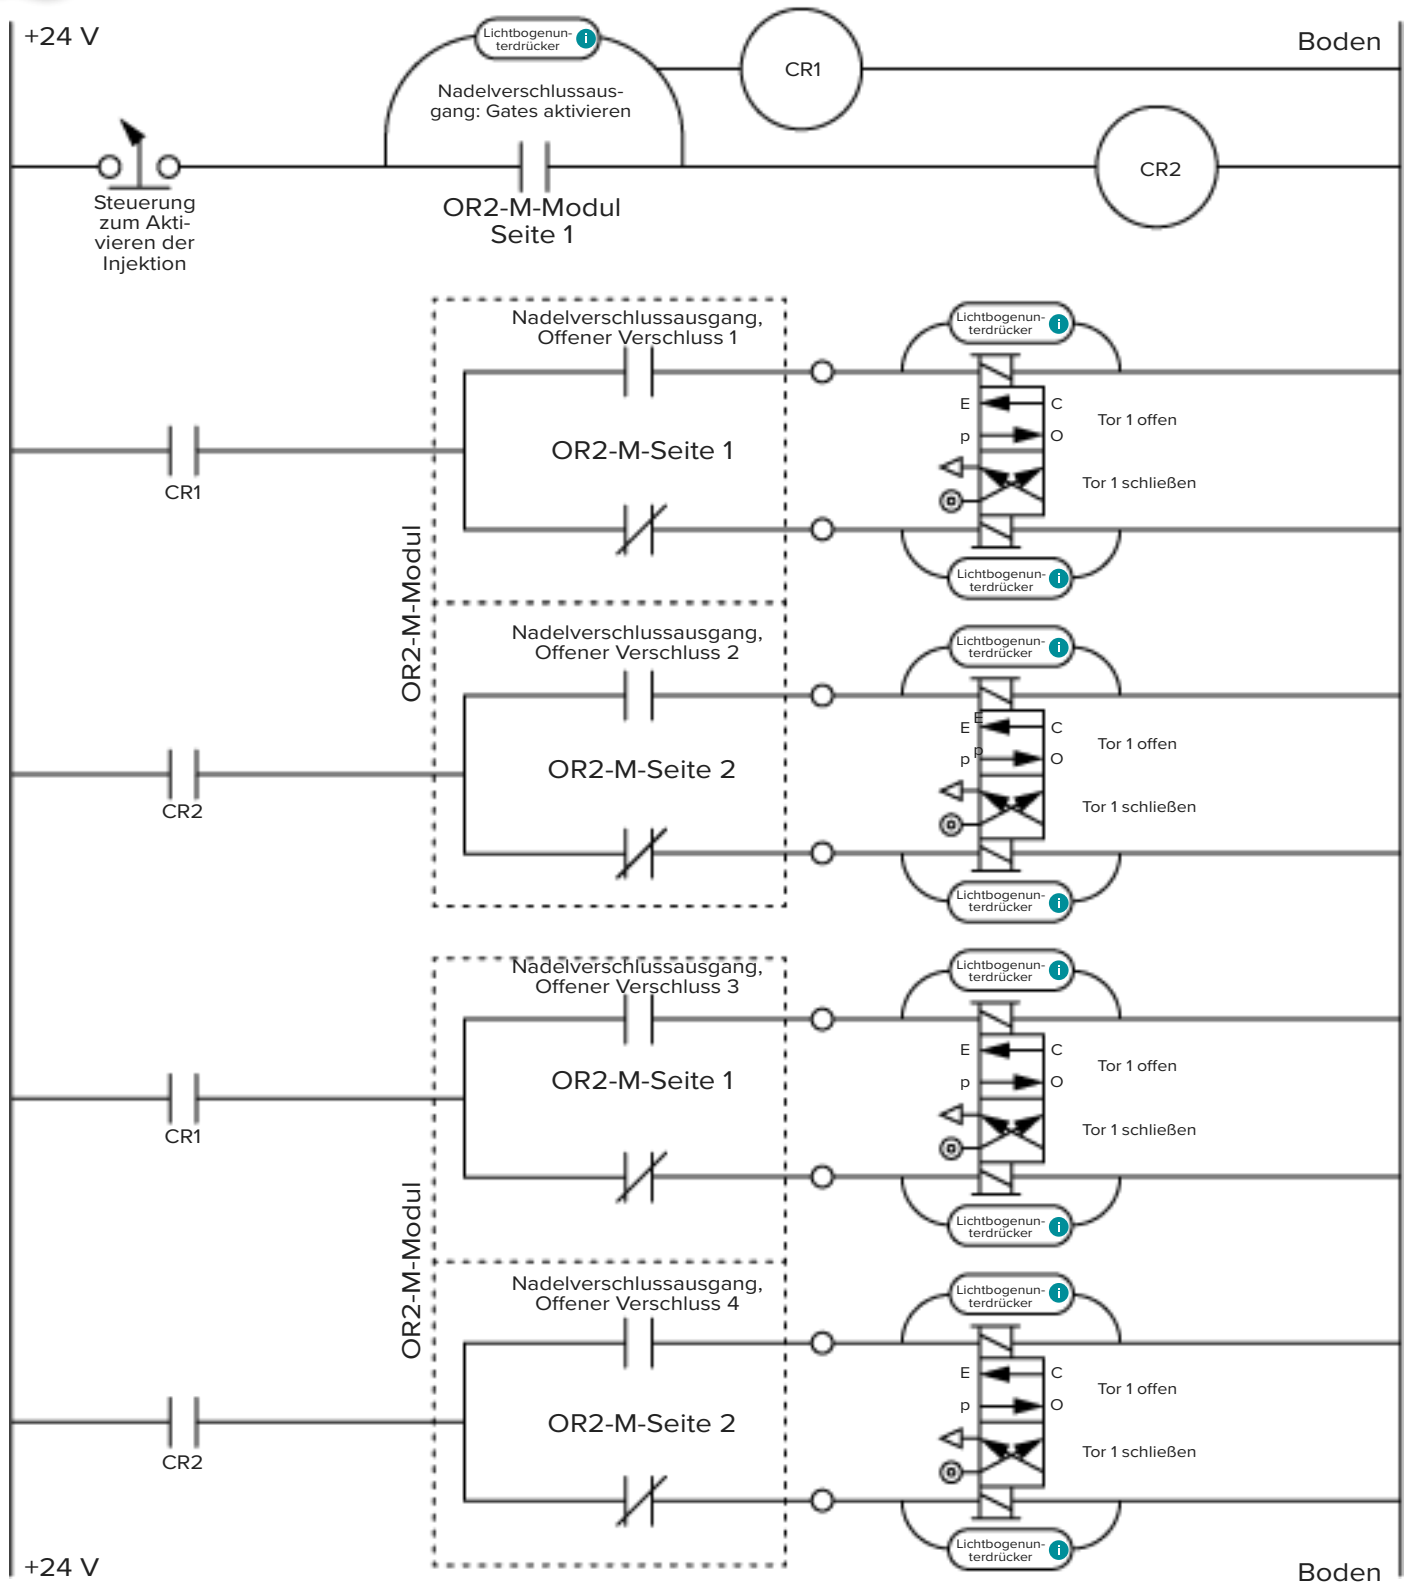 +24 V
Boden
Lichtbogenun-
terdrücker
i
CR1
Nadelverschlussaus-
gang: Gates aktivieren
CR2
Steuerung
zum Akti-
vieren der
Injektion
OR2-M-Modul
Seite 1
Nadelverschlussausgang,
Offener Verschluss 1
Lichtbogenun-
terdrücker
i
E
C
Tor 1 offen
p
O
OR2-M-Seite 1
CR1
Tor 1 schließen
Lichtbogenun-
terdrücker
i
OR2-M-Modul
Nadelverschlussausgang,
Offener Verschluss 2
Lichtbogenun-
terdrücker
i
E
E
C
Tor 1 offen
p
p
O
OR2-M-Seite 2
CR2
Tor 1 schließen
Lichtbogenun-
terdrücker
i
Nadelverschlussausgang,
Offener Verschluss 3
Lichtbogenun-
terdrücker
i
E
C
Tor 1 offen
p
O
OR2-M-Seite 1
CR1
Tor 1 schließen
Lichtbogenun-
terdrücker
i
OR2-M-Modul
Nadelverschlussausgang,
Offener Verschluss 4
Lichtbogenun-
terdrücker
i
E
C
Tor 1 offen
p
O
OR2-M-Seite 2
CR2
Tor 1 schließen
Lichtbogenun-
terdrücker
i
+24 V
Boden